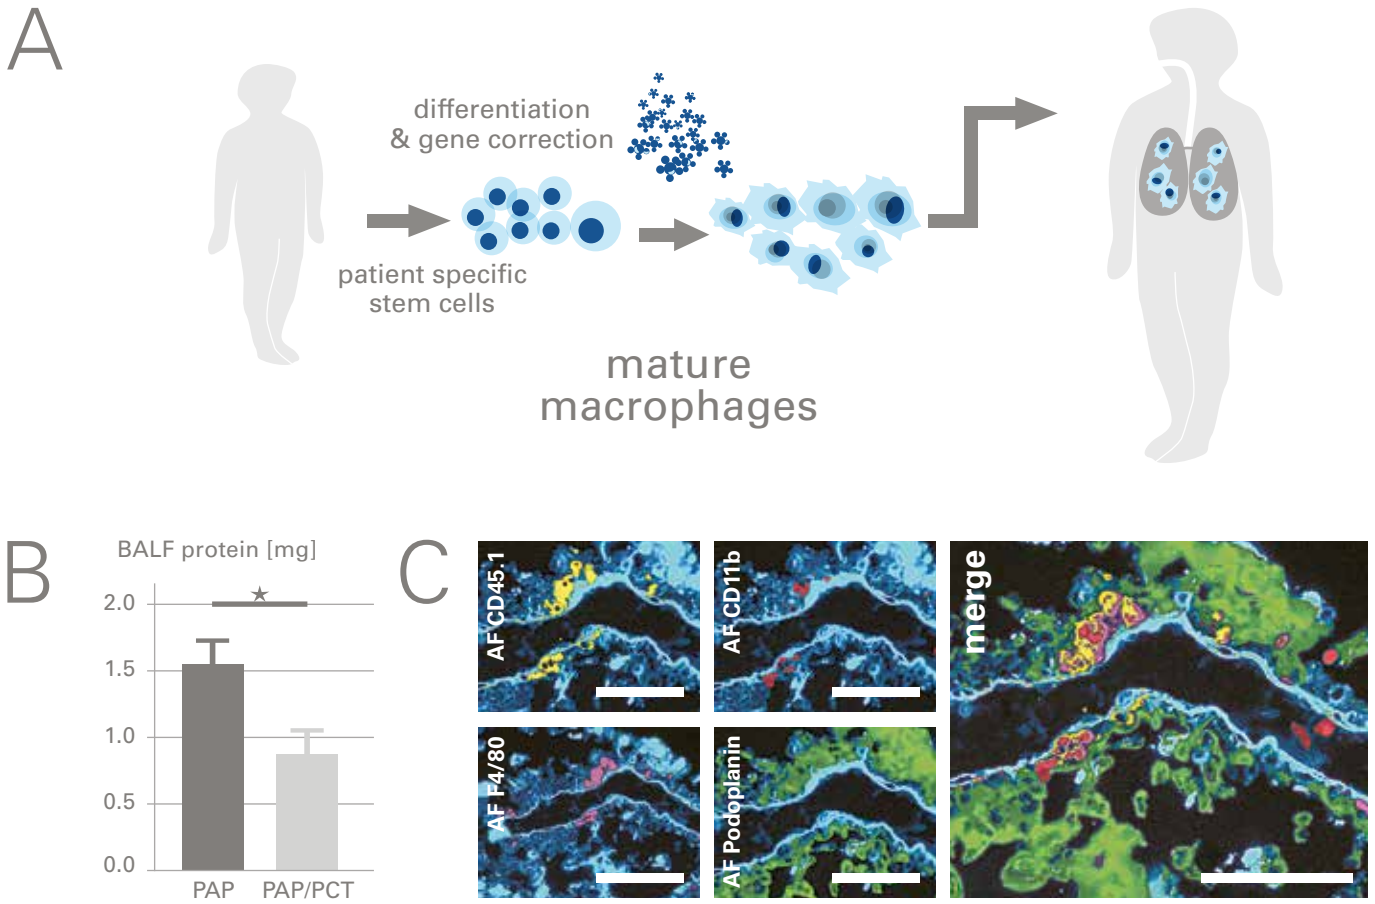 A
differentiation
& gene correction
patient specific
stem cells
mature
macrophages
B
BALF protein [mg]
2.0
1.5
1.0
0.5
0.0
PAP
PAP/PCT
C
AF CD45.1
AF CD11b
merge
AF F4/80
AF Podoplanin